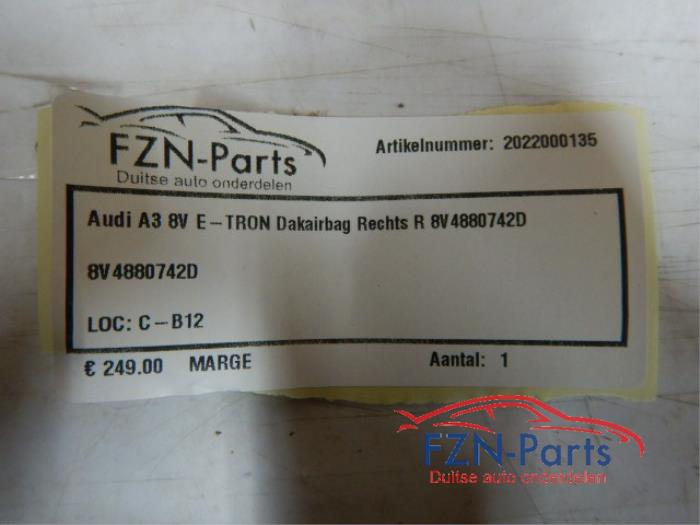 FZN-Parts
Duitse auto onderdelen
Artikelnummer: 2022000135
Audi A3 8V E-TRON Dakairbag Rechts R 8V4880742D
8V4880742D
LOC: C-B12
€ 249.00 MARGE Aantal: 1
FZN-Parts
Duitse auto onderdelen